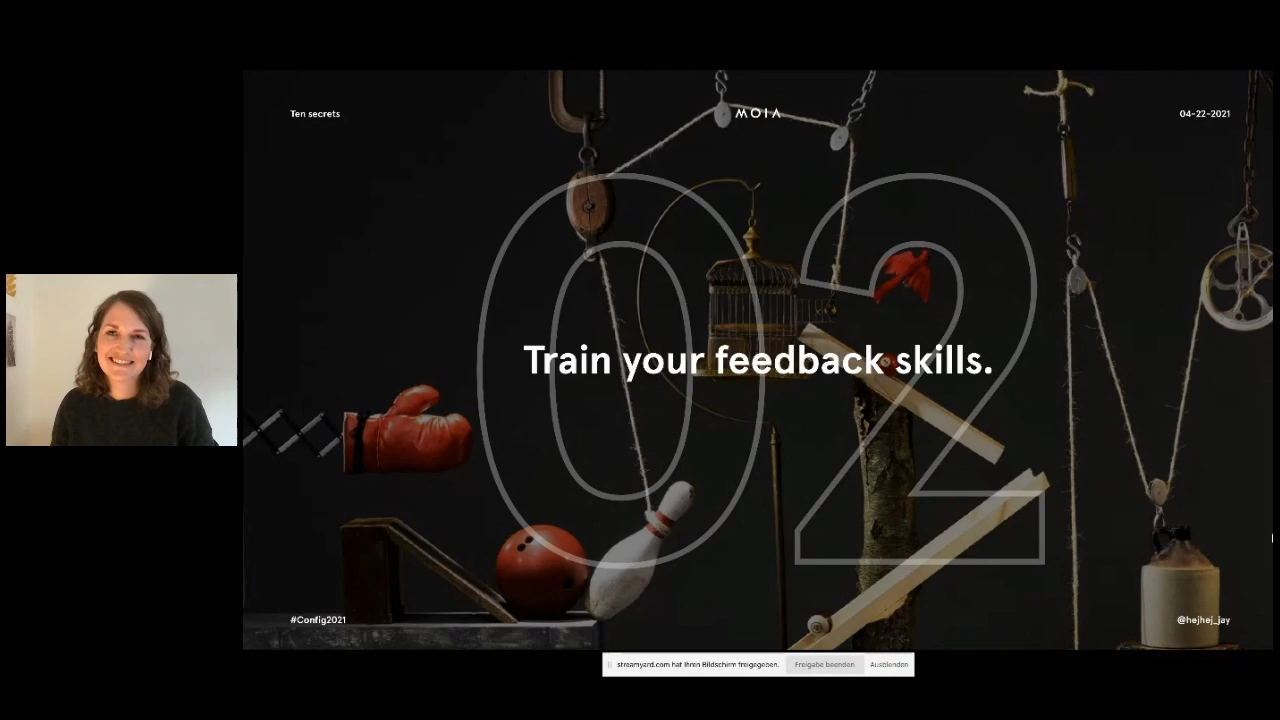 Ten secrets
MOIA
04-22-2021
02
Train your feedback skills.
#Config2021
@hejhej_jay
streamyard.com hat Ihren Bildschirm freigegeben.
Freigabe beenden
Ausblenden